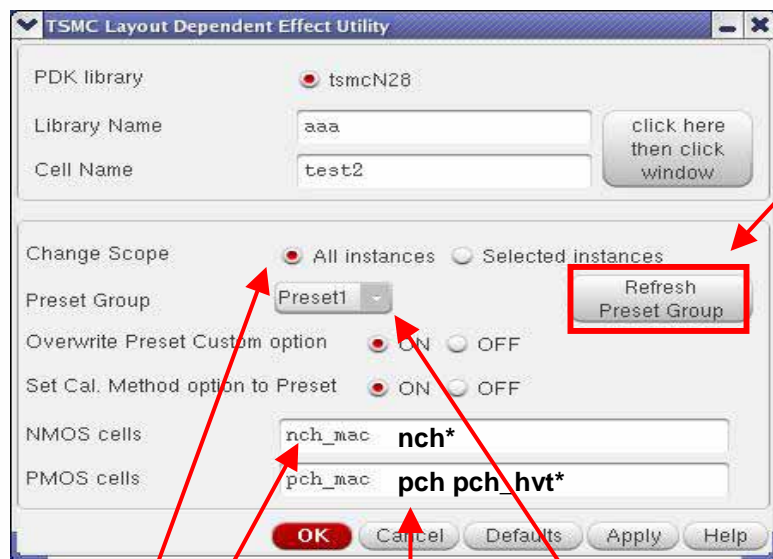 TSMC Layout Dependent Effect Utility
PDK library
tsmcN28
Library Name
aaa
Cell Name
test2
click here
then click
window
Change Scope
All instances
Selected instances
Preset Group
Preset1
Refresh
Preset Group
Overwrite Preset Custom option
ON
OFF
Set Cal. Method option to Preset
ON
OFF
NMOS cells
nch_mac nch*
PMOS cells
pch_mac pch pch_hvt*
OK
Cancel
Defaults
Apply
Help